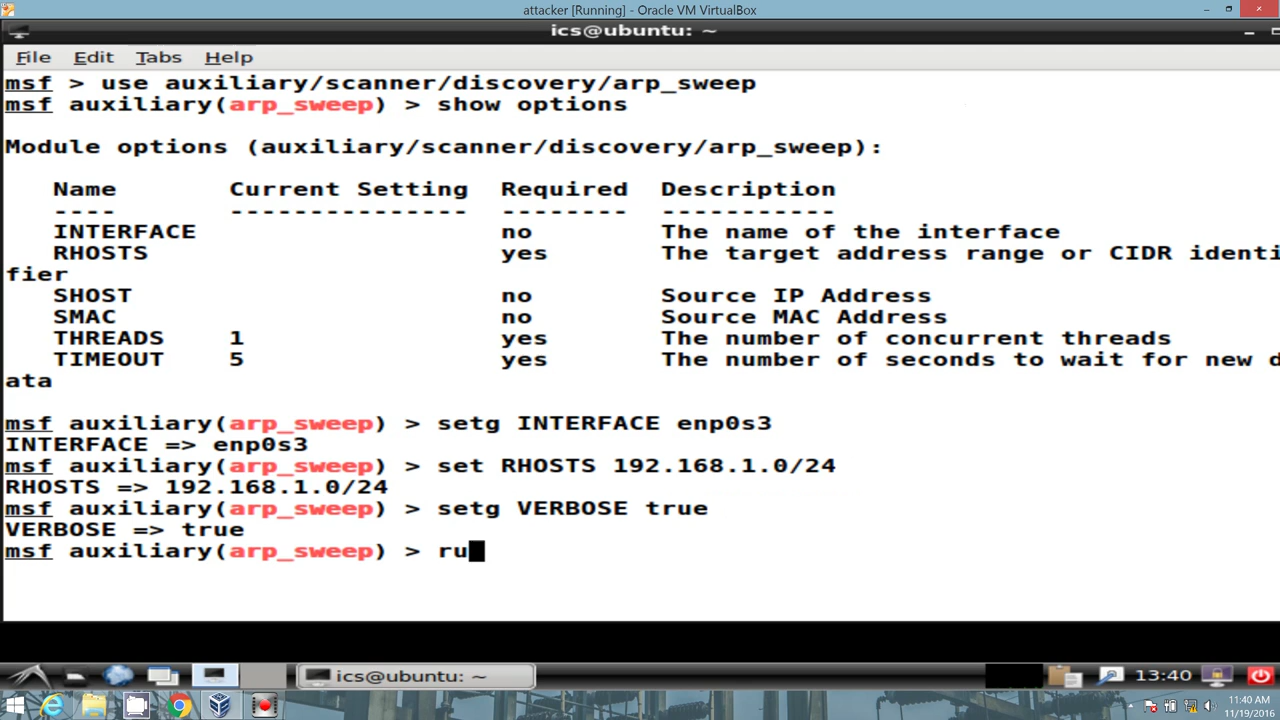 attacker [Running] - Oracle VM VirtualBox
ics@ubuntu: ~
File Edit Tabs Help
msf > use auxiliary/scanner/discovery/arp_sweep
msf auxiliary(arp_sweep) > show options
Module options (auxiliary/scanner/discovery/arp_sweep):
Name Current Setting Required Description
---- --------------- -------- -----------
INTERFACE no The name of the interface
RHOSTS yes The target address range or CIDR identi
fier
SHOST no Source IP Address
SMAC no Source MAC Address
THREADS 1 yes The number of concurrent threads
TIMEOUT 5 yes The number of seconds to wait for new d
ata
msf auxiliary(arp_sweep) > setg INTERFACE enp0s3
INTERFACE => enp0s3
msf auxiliary(arp_sweep) > set RHOSTS 192.168.1.0/24
RHOSTS => 192.168.1.0/24
msf auxiliary(arp_sweep) > setg VERBOSE true
VERBOSE => true
msf auxiliary(arp_sweep) > ru
ics@ubuntu: ~
13:40
11:40 AM
11/19/2016